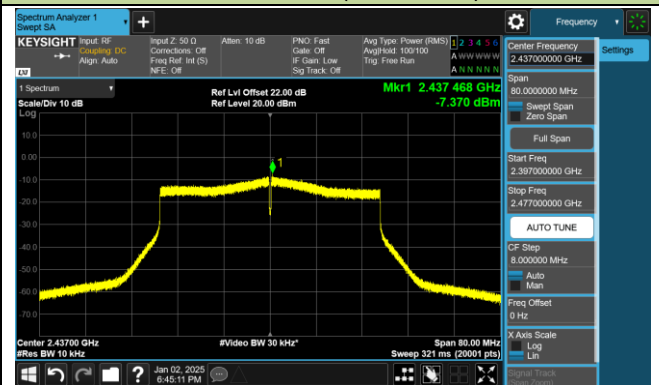 Spectrum Analyzer 1
Swept SA
+
Frequency
KEYSIGHT
Input: RF
Coupling: DC
Align: Auto
Input Z: 50 Ω
Corrections: Off
Freq Ref: Int (S)
NFE: Off
Atten: 10 dB
PNO: Fast
Gate: Off
IF Gain: Low
Sig Track: Off
Avg Type: Power (RMS)
Avg|Hold: 100/100
Trig: Free Run
1 2 3 4 5 6
A W W W W W
A N N N N N
LXI
1 Spectrum
Scale/Div 10 dB
Log
Ref Lvl Offset 22.00 dB
Ref Level 20.00 dBm
Mkr1 2.437 468 GHz
-7.370 dBm
10.0
0.00
-10.0
-20.0
-30.0
-40.0
-50.0
-60.0
-70.0
1
Center 2.43700 GHz
#Res BW 10 kHz
#Video BW 30 kHz*
Span 80.00 MHz
Sweep 321 ms (20001 pts)
Center Frequency
2.437000000 GHz
Span
80.0000000 MHz
Swept Span
Zero Span
Full Span
Start Freq
2.397000000 GHz
Stop Freq
2.477000000 GHz
AUTO TUNE
CF Step
8.000000 MHz
Auto
Man
Freq Offset
0 Hz
X Axis Scale
Log
Lin
Signal Track
(Span Zoom)
Settings
?
Jan 02, 2025
6:45:11 PM